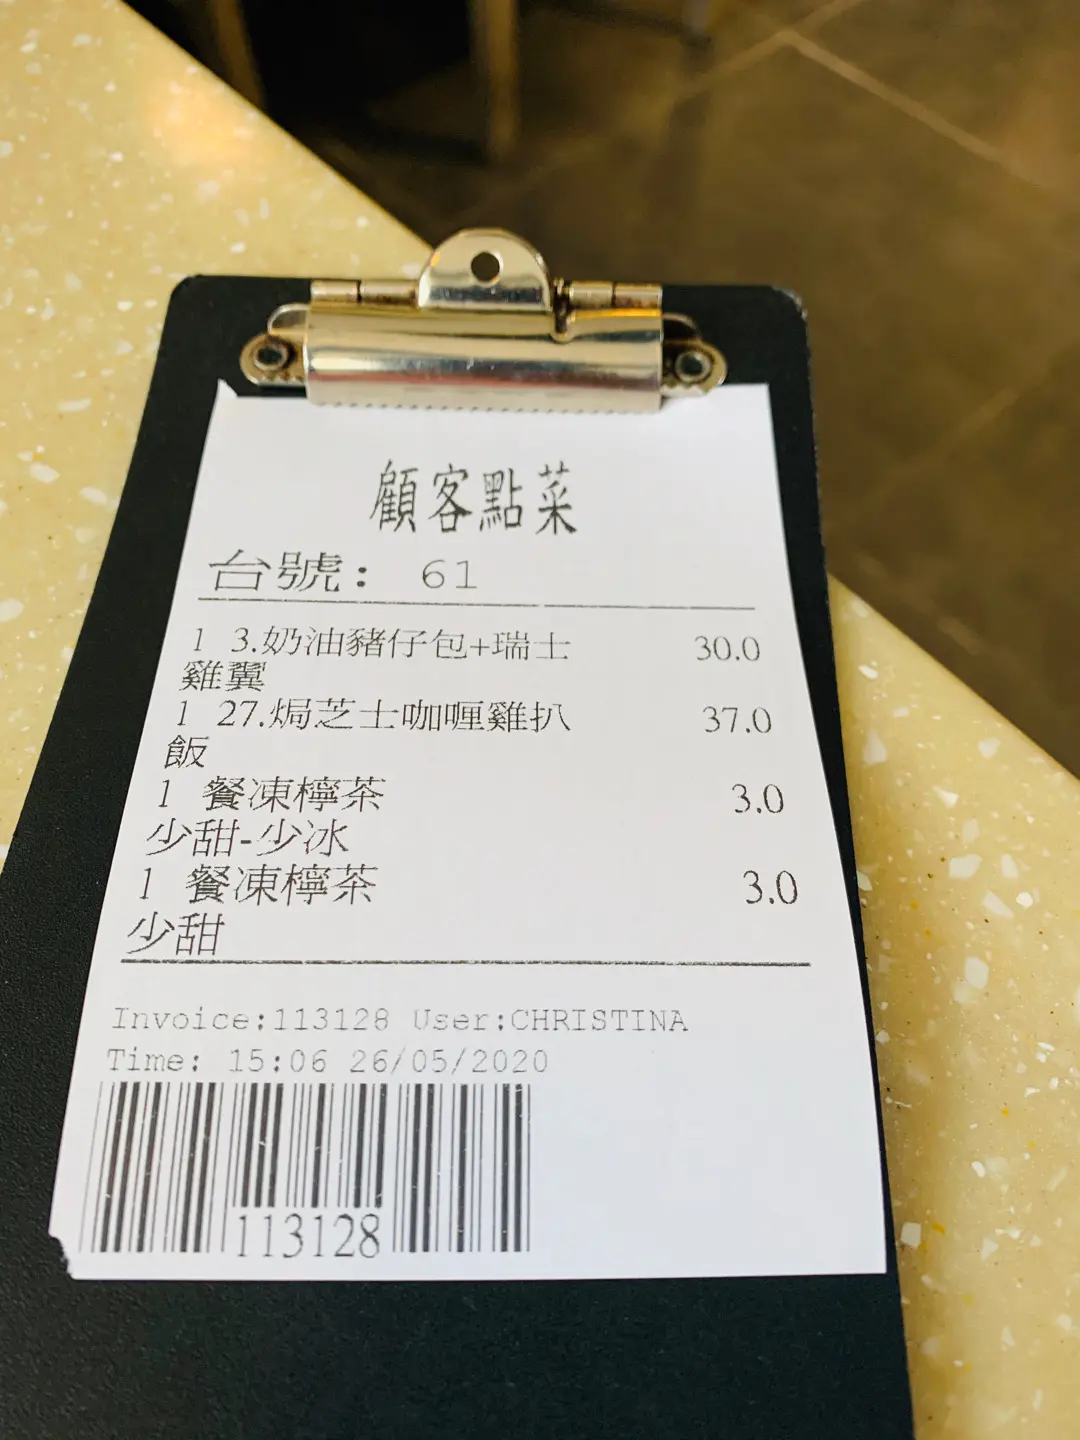 顧客點菜
台號: 61
1 3.奶油豬仔包+瑞士 30.0
雞翼
1 27.焗芝士咖喱雞扒 37.0
飯
1 餐凍檸茶 3.0
少甜-少冰
1 餐凍檸茶 3.0
少甜
Invoice:113128 User:CHRISTINA
Time: 15:06 26/05/2020
113128